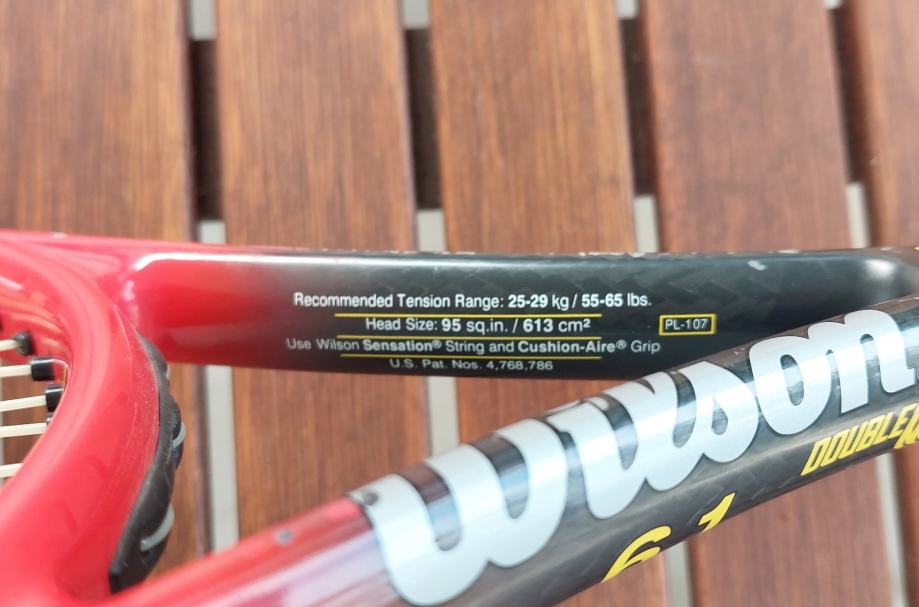 Recommended Tension Range: 25-29 kg / 55-65 lbs.
Head Size: 95 sq.in. / 613 cm²
PL-107
Use Wilson Sensation® String and Cushion-Aire® Grip
U.S. Pat. Nos. 4,768,786
Wilson
6.1